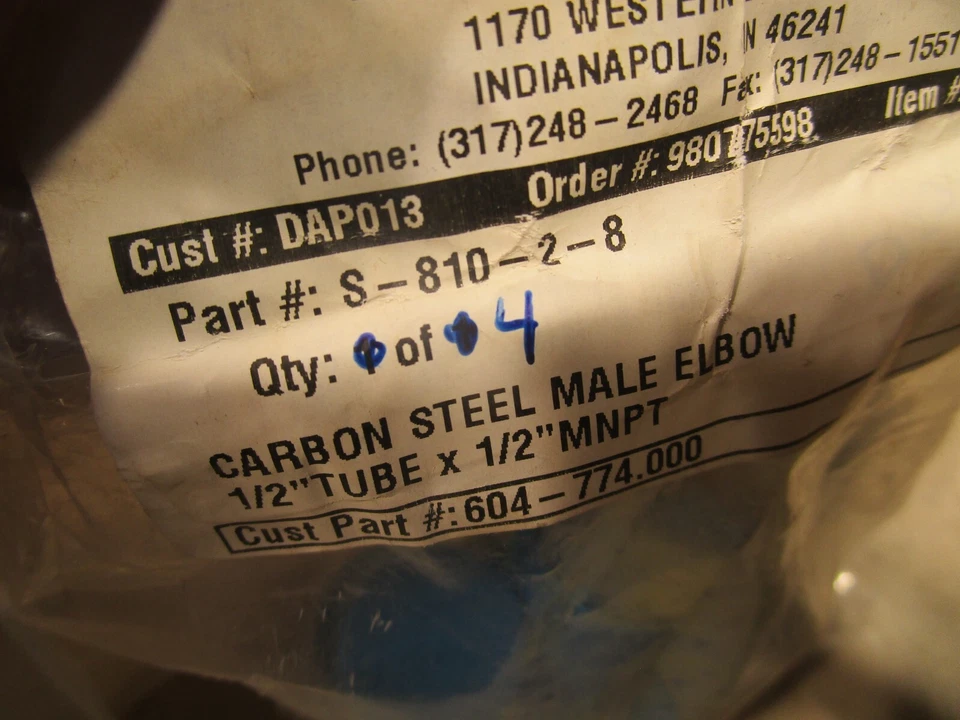 1170 WESTERN
INDIANAPOLIS, IN 46241
Phone: (317)248-2468 Fax: (317)248-1551
Cust #: DAP013 Order #: 980775598 Item #
Part #: S-810-2-8
Qty: of 4
CARBON STEEL MALE ELBOW
1/2"TUBE x 1/2"MNPT
Cust Part #:604-774.000